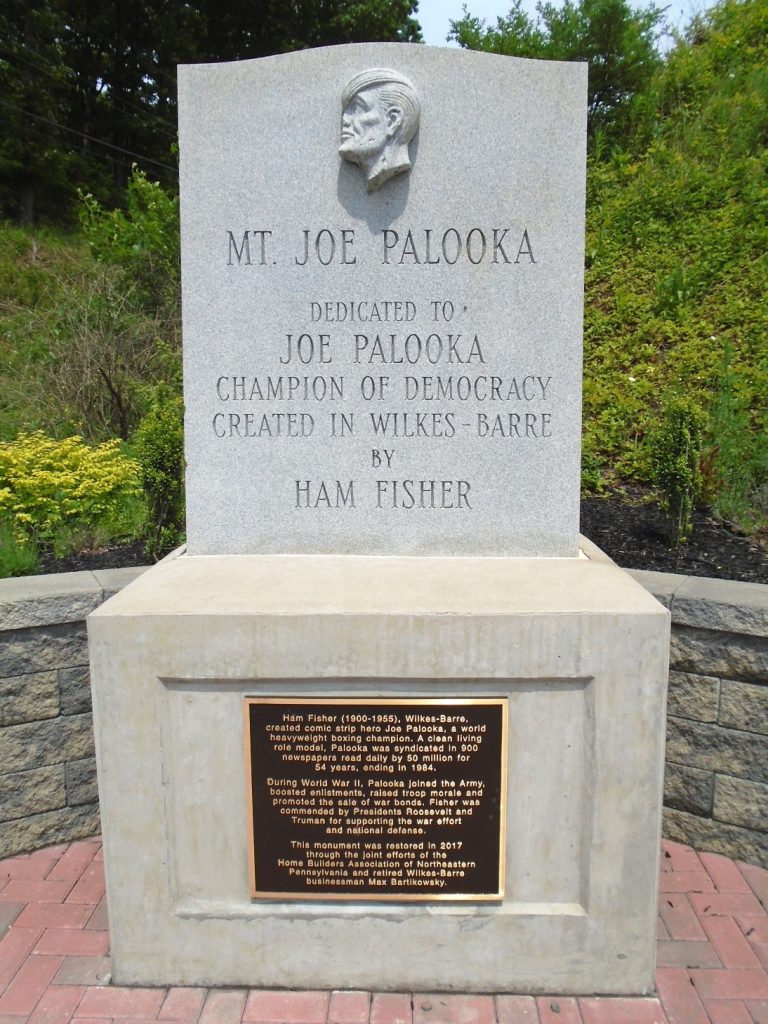 MT. JOE PALOOKA
DEDICATED TO
JOE PALOOKA
CHAMPION OF DEMOCRACY
CREATED IN WILKES-BARRE
BY
HAM FISHER
Ham Fisher (1900-1955), Wilkes-Barre,
created comic strip hero Joe Palooka, a world
heavyweight boxing champion. A clean living
role model, Palooka was syndicated in 900
newspapers read daily by 50 million for
54 years, ending in 1984.
During World War II, Palooka joined the Army,
boosted enlistments, raised troop morale and
promoted the sale of war bonds. Fisher was
commended by Presidents Roosevelt and
Truman for supporting the war effort
and national defense.
This monument was restored in 2017
through the joint efforts of the
Home Builders Association of Northeastern
Pennsylvania and retired Wilkes-Barre
businessman Max Bartikowsky.